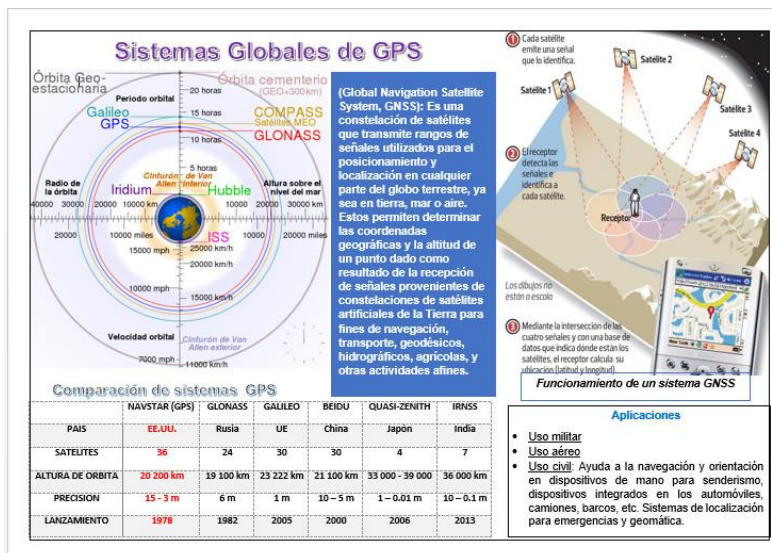 Sistemas Globales de GPS
Órbita Geo-
estacionaria
Órbita cementerio
(GEO+300km)
Periodo orbital
20 horas
15 horas
10 horas
5 horas
Galileo
GPS
COMPASS
Satélites MEO
GLONASS
Cinturón de Van
Allen interior
Radio de
la órbita
Iridium
Hubble
Altura sobre el
nivel del mar
40000
30000
20000
10000 km
10000 km
20000
30000
20000
10000 miles
10000 miles
20000
ISS
25000 km/h
15000 mph
20000 km/h
10000 mph
15000 km/h
Velocidad orbital
Cinturón de Van
Allen exterior
7000 mph
11000 km/h
(Global Navigation Satellite
System, GNSS): Es una
constelación de satélites
que transmite rangos de
señales utilizados para el
posicionamiento y
localización en cualquier
parte del globo terrestre, ya
sea en tierra, mar o aire.
Estos permiten determinar
las coordenadas
geográficas y la altitud de
un punto dado como
resultado de la recepción
de señales provenientes de
constelaciones de satélites
artificiales de la Tierra para
fines de navegación,
transporte, geodésicos,
hidrográficos, agrícolas, y
otras actividades afines.
1 Cada satélite
emite una señal
que lo identifica.
Satélite 1
Satélite 2
Satélite 3
Satélite 4
2 El receptor
detecta las
señales e
identifica a
cada satélite.
Receptor
Los dibujos no
están a escala
3 Mediante la intersección de las
cuatro señales y con una base de
datos que indica dónde están los
satélites, el receptor calcula su
ubicación (latitud y longitud).
Funcionamiento de un sistema GNSS
Comparación de sistemas GPS
NAVSTAR (GPS) GLONASS GALILEO BEIDU QUASI-ZENITH IRNSS
PAIS EE.UU. Rusia UE China Japón India
SATELITES 36 24 30 30 4 7
ALTURA DE ORBITA 20 200 km 19 100 km 23 222 km 21 100 km 33 000 - 39 000 36 000 km
PRECISION 15 - 3 m 6 m 1 m 10 – 5 m 1 – 0.01 m 10 – 0.1 m
LANZAMIENTO 1978 1982 2005 2000 2006 2013
Aplicaciones
• Uso militar
• Uso aéreo
• Uso civil: Ayuda a la navegación y orientación
en dispositivos de mano para senderismo,
dispositivos integrados en los automóviles,
camiones, barcos, etc. Sistemas de localización
para emergencias y geomática.